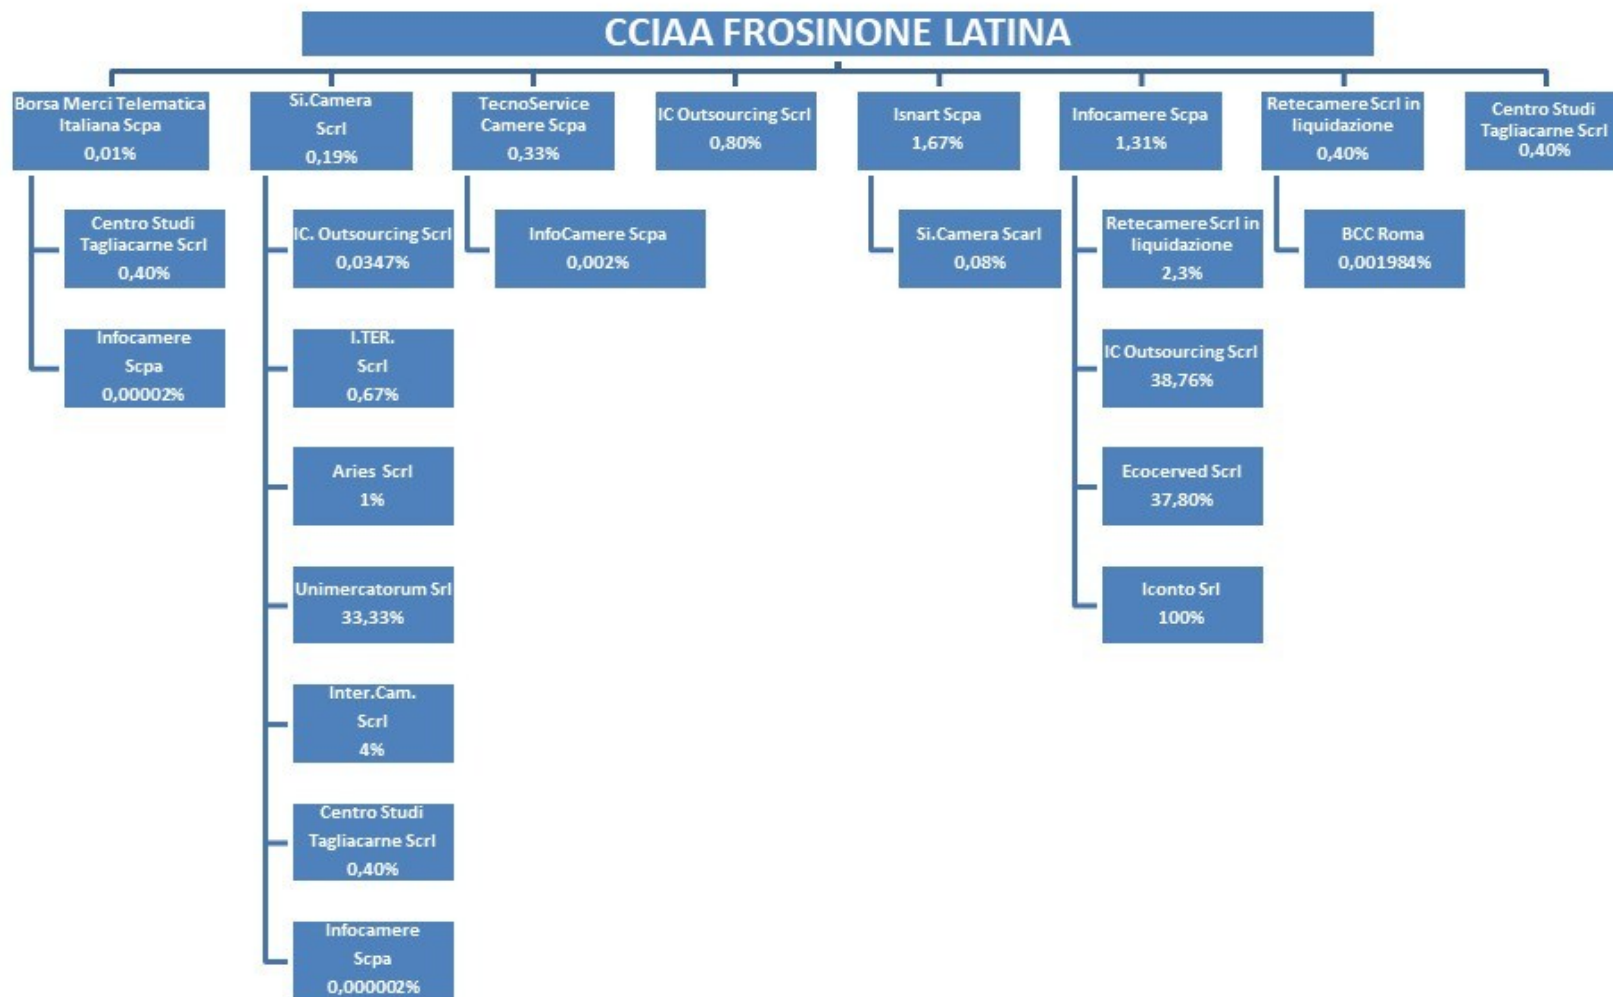 CCIAA FROSINONE LATINA
Borsa Merci Telematica
Italiana Scpa
0,01%
Si.Camera
Scrl
0,19%
TecnoService
Camere Scpa
0,33%
IC Outsourcing Scrl
0,80%
Isnart Scpa
1,67%
Infocamere Scpa
1,31%
Retecamere Scrl in
liquidazione
0,40%
Centro Studi
Tagliacarne Scrl
0,40%
Centro Studi
Tagliacarne Scrl
0,40%
Infocamere
Scpa
0,00002%
IC. Outsourcing Scrl
0,0347%
I.TER.
Scrl
0,67%
Aries Scrl
1%
Unimercatorum Srl
33,33%
Inter.Cam.
Scrl
4%
Centro Studi
Tagliacarne Scrl
0,40%
Infocamere
Scpa
0,000002%
InfoCamere Scpa
0,002%
Si.Camera Scarl
0,08%
Retecamere Scrl in
liquidazione
2,3%
IC Outsourcing Scrl
38,76%
Ecocerved Scrl
37,80%
Iconto Srl
100%
BCC Roma
0,001984%